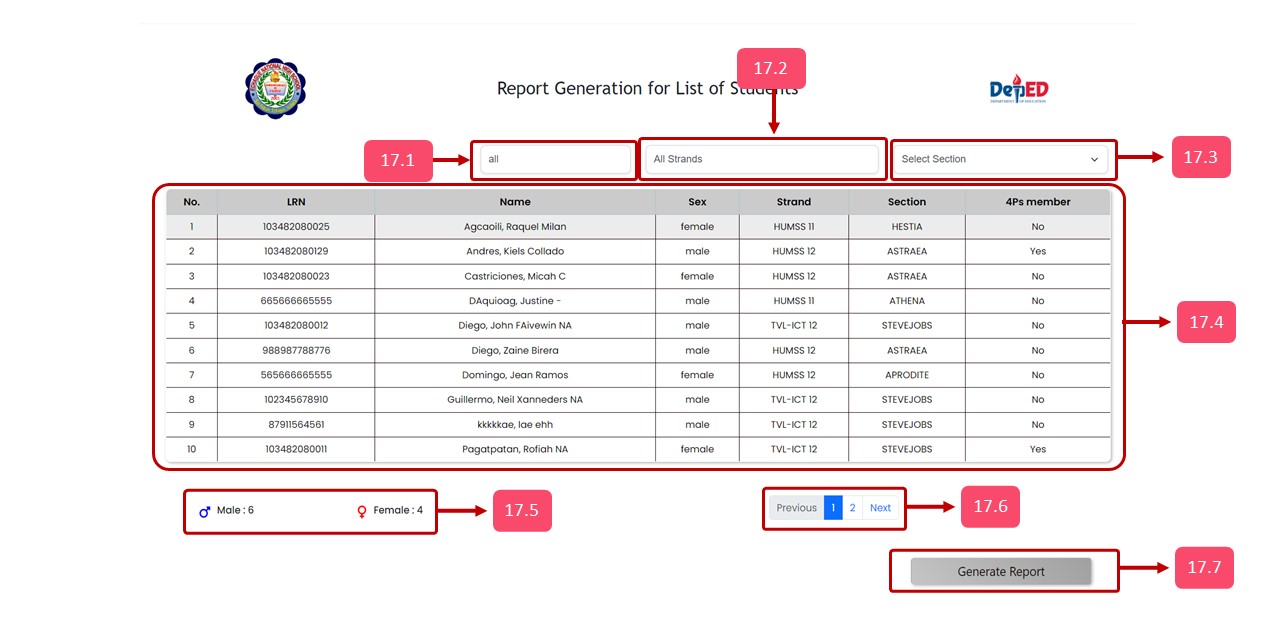 17.2
Report Generation for List of Students
DepED
DEPARTMENT OF EDUCATION
17.1
all
All Strands
Select Section
17.3
No. LRN Name Sex Strand Section 4Ps member
1 103482080025 Agcaoili, Raquel Milan female HUMSS 11 HESTIA No
2 103482080129 Andres, Kiels Collado male HUMSS 12 ASTRAEA Yes
3 103482080023 Castriciones, Micah C female HUMSS 12 ASTRAEA No
4 665666665555 DAquioag, Justine - male HUMSS 11 ATHENA No
5 103482080012 Diego, John FAivewin NA male TVL-ICT 12 STEVEJOBS No
6 988987788776 Diego, Zaine Birera male HUMSS 12 ASTRAEA No
7 565666665555 Domingo, Jean Ramos female HUMSS 12 APRODITE No
8 102345678910 Guillermo, Neil Xanneders NA male TVL-ICT 12 STEVEJOBS No
9 87911564561 kkkkkae, lae ehh male TVL-ICT 12 STEVEJOBS No
10 103482080011 Pagatpatan, Rofiah NA female TVL-ICT 12 STEVEJOBS Yes
17.4
Male : 6 Female : 4
17.5
Previous 1 2 Next
17.6
Generate Report
17.7